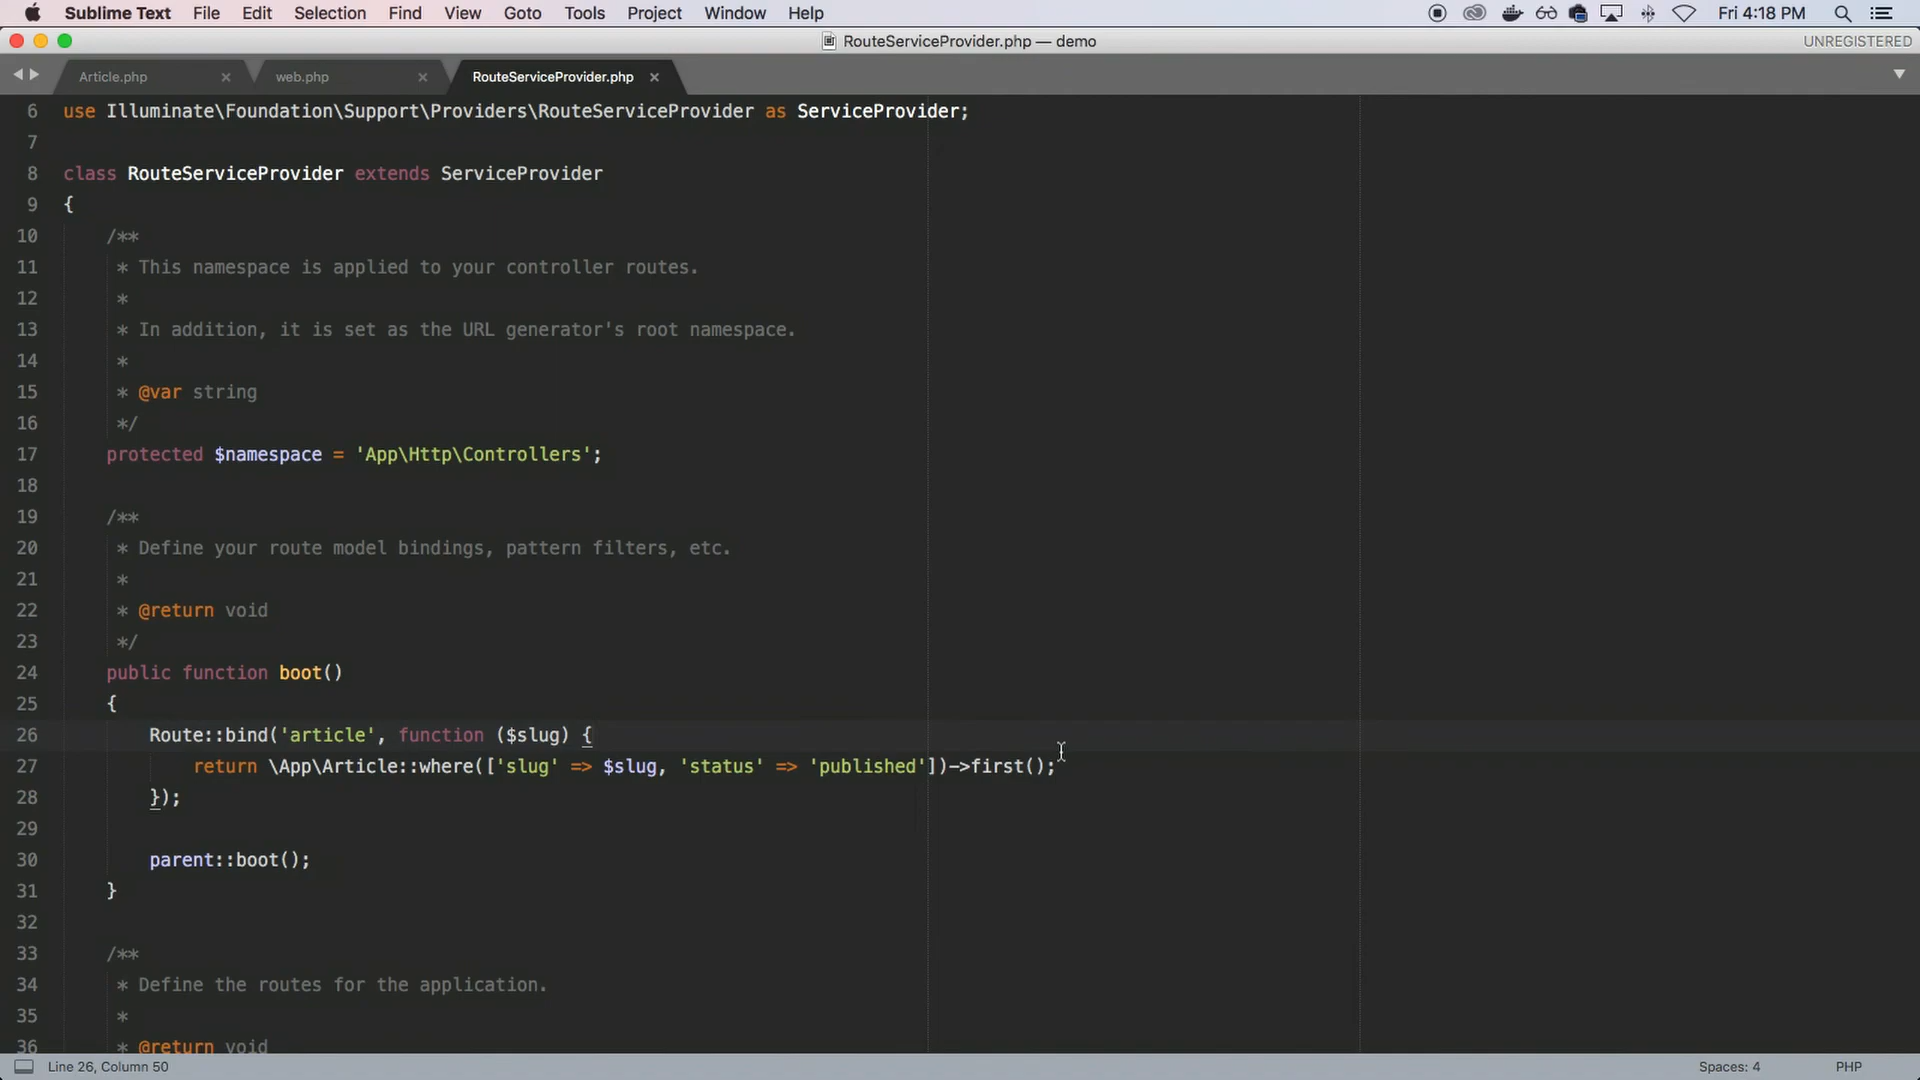 Sublime Text File Edit Selection Find View Goto Tools Project Window Help Fri 4:18 PM
RouteServiceProvider.php — demo UNREGISTERED
Article.php × web.php × RouteServiceProvider.php ×
6 use Illuminate\Foundation\Support\Providers\RouteServiceProvider as ServiceProvider;
7
8 class RouteServiceProvider extends ServiceProvider
9 {
10 /**
11 * This namespace is applied to your controller routes.
12 *
13 * In addition, it is set as the URL generator's root namespace.
14 *
15 * @var string
16 */
17 protected $namespace = 'App\Http\Controllers';
18
19 /**
20 * Define your route model bindings, pattern filters, etc.
21 *
22 * @return void
23 */
24 public function boot()
25 {
26 Route::bind('article', function ($slug) {
27 return \App\Article::where(['slug' => $slug, 'status' => 'published'])->first();
28 });
29
30 parent::boot();
31 }
32
33 /**
34 * Define the routes for the application.
35 *
36 * @return void
Line 26, Column 50 Spaces: 4 PHP